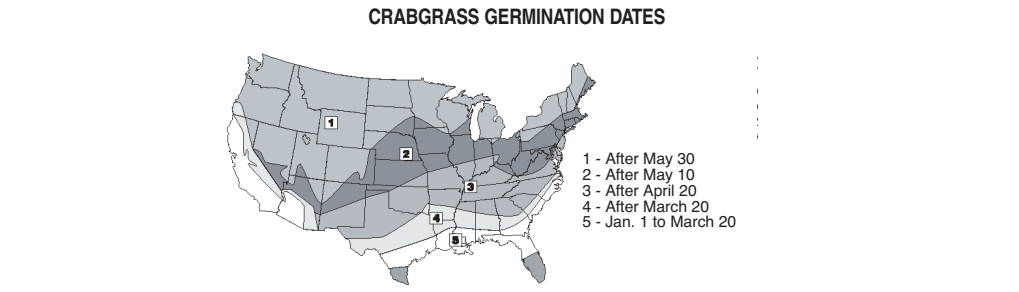 CRABGRASS GERMINATION DATES
1
2
3
4
5
1 - After May 30
2 - After May 10
3 - After April 20
4 - After March 20
5 - Jan. 1 to March 20